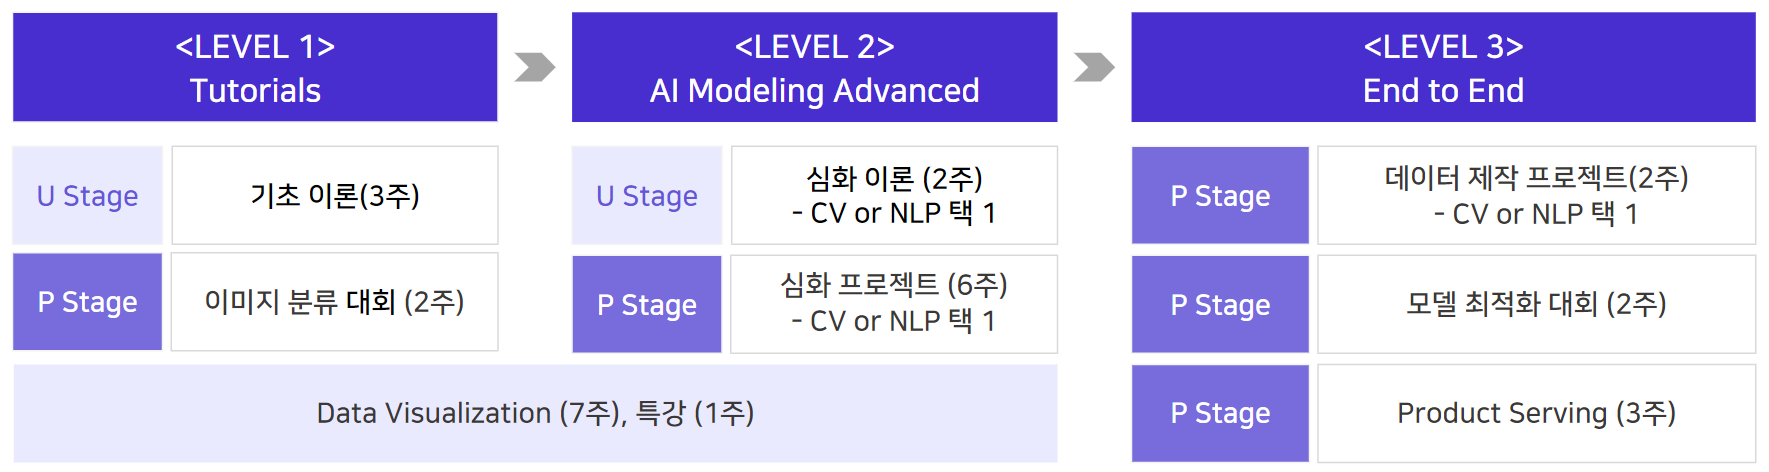 <LEVEL 1>
Tutorials
<LEVEL 2>
AI Modeling Advanced
<LEVEL 3>
End to End
U Stage
기초 이론(3주)
U Stage
심화 이론 (2주)
- CV or NLP 택 1
P Stage
데이터 제작 프로젝트(2주)
- CV or NLP 택 1
P Stage
이미지 분류 대회 (2주)
P Stage
심화 프로젝트 (6주)
- CV or NLP 택 1
P Stage
모델 최적화 대회 (2주)
Data Visualization (7주), 특강 (1주)
P Stage
Product Serving (3주)